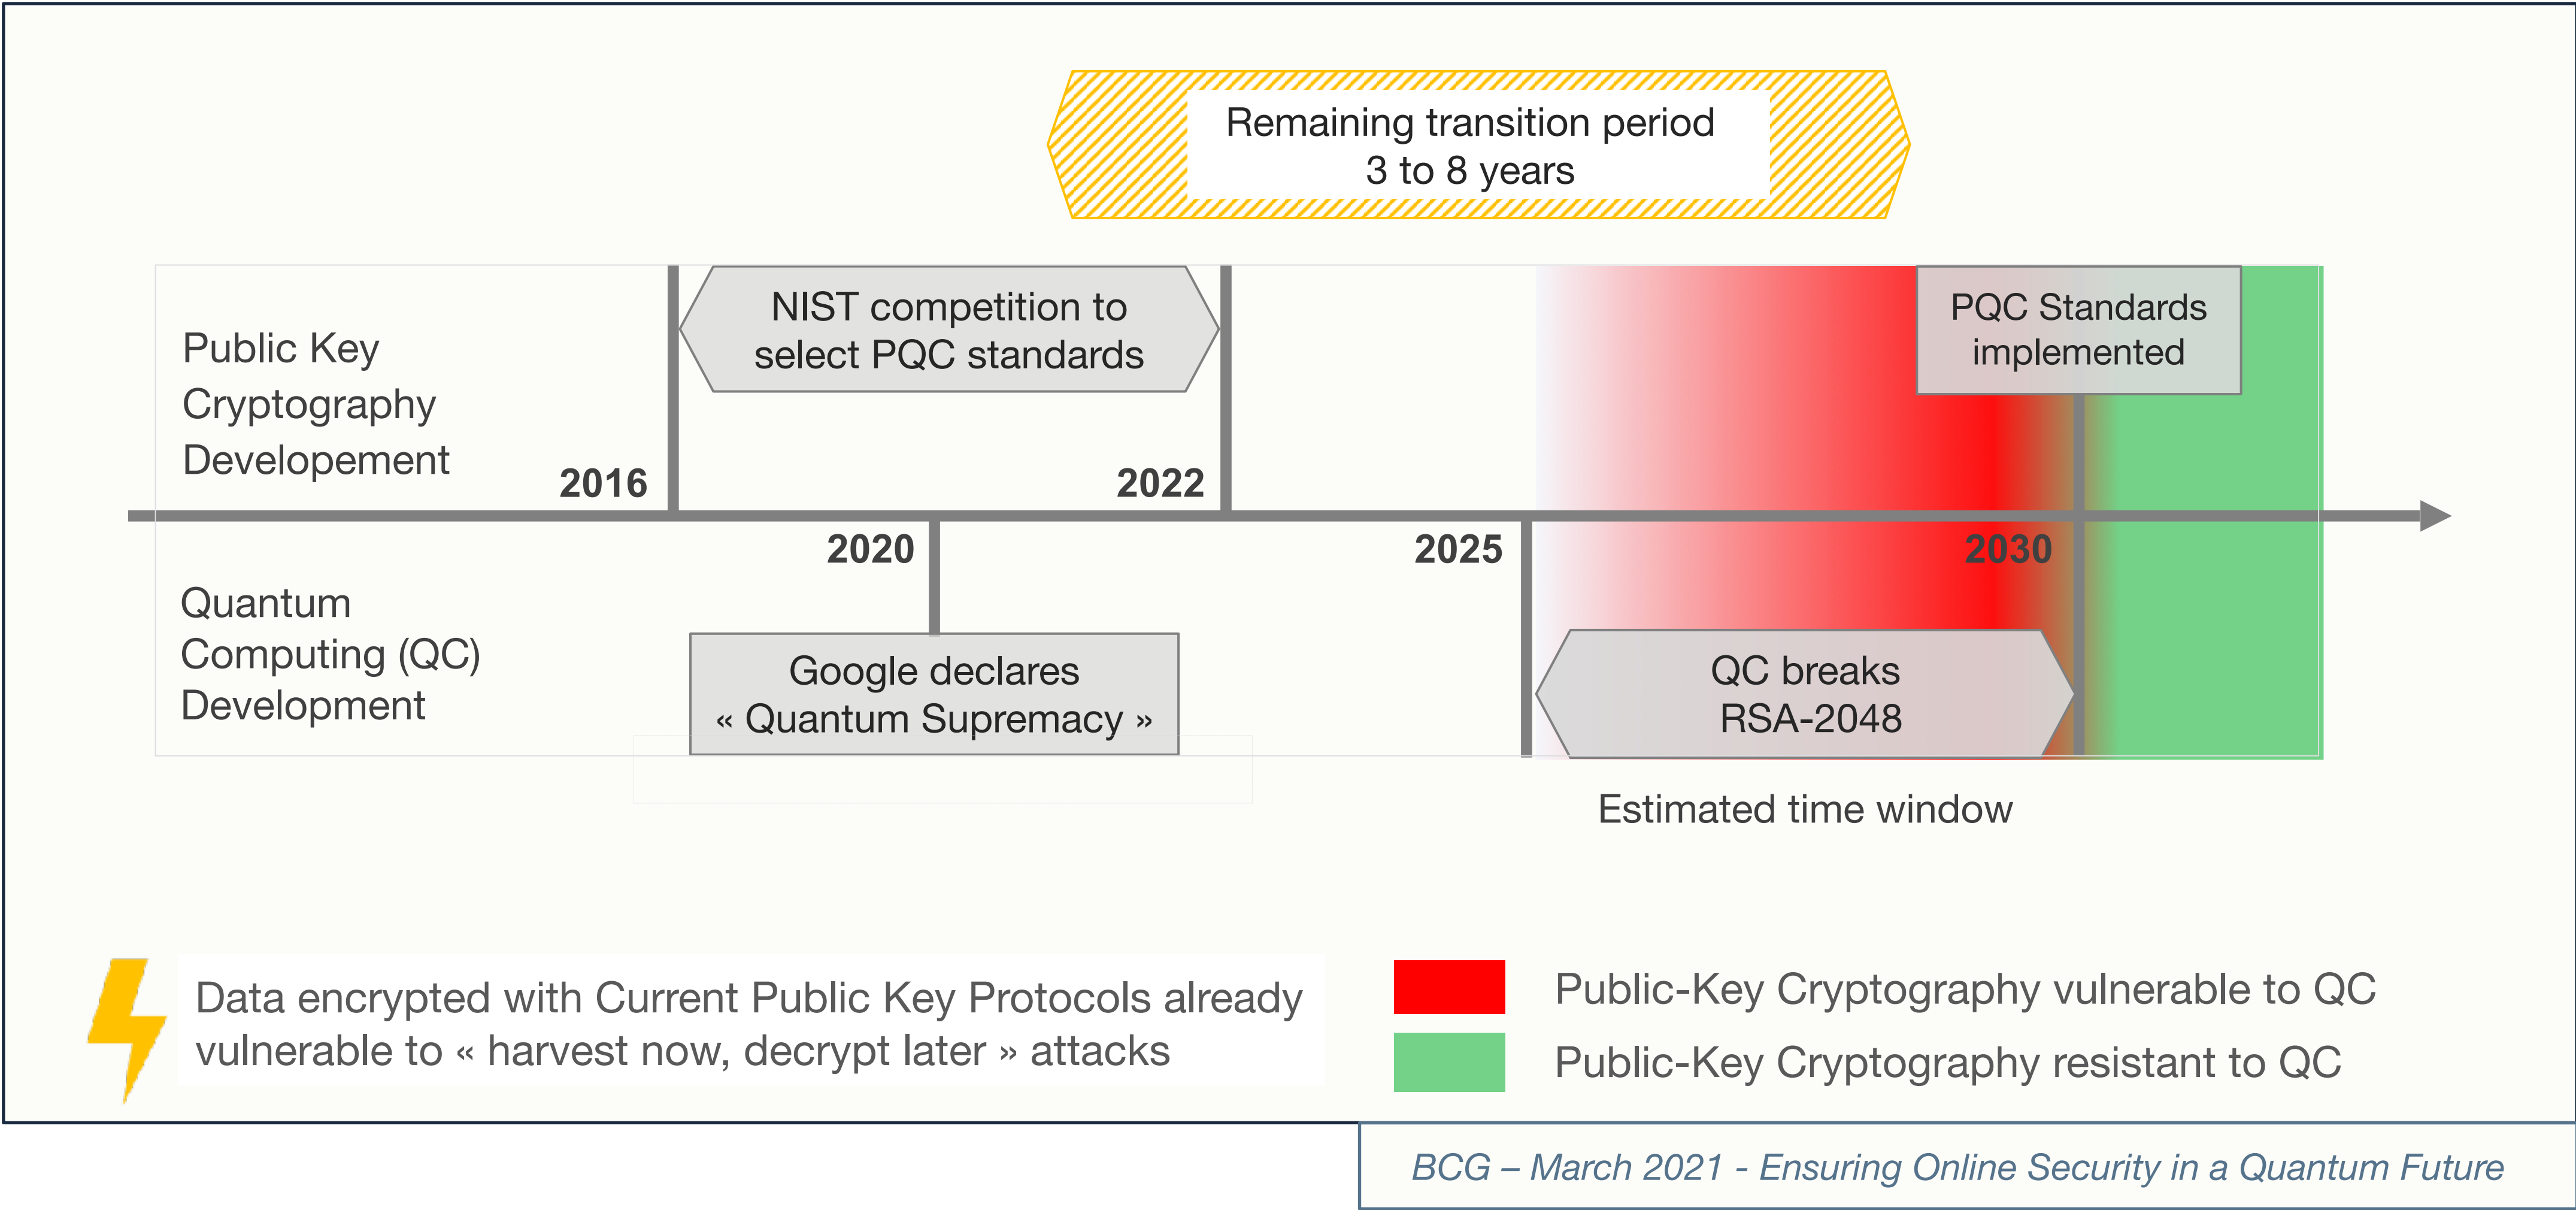 Remaining transition period
3 to 8 years
NIST competition to
select PQC standards
PQC Standards
implemented
Public Key
Cryptography
Developement
2016
2022
2020
2025
2030
Quantum
Computing (QC)
Development
Google declares
« Quantum Supremacy »
QC breaks
RSA-2048
Estimated time window
Data encrypted with Current Public Key Protocols already
vulnerable to « harvest now, decrypt later » attacks
Public-Key Cryptography vulnerable to QC
Public-Key Cryptography resistant to QC
BCG – March 2021 - Ensuring Online Security in a Quantum Future